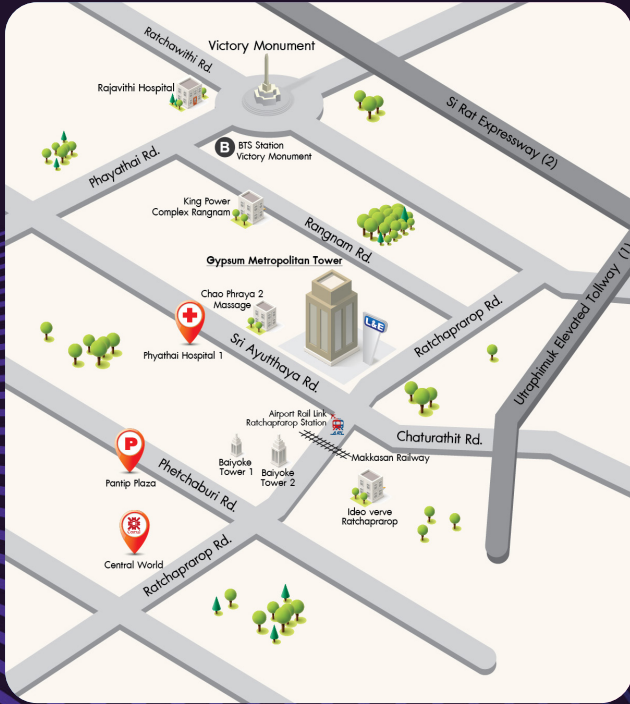 Ratchawithi Rd.
Victory Monument
Rajavithi Hospital
Si Rat Expressway (2)
B
BTS Station
Victory Monument
Phayathai Rd.
King Power
Complex Rangnam
Rangnam Rd.
Utraphimuk Elevated Tollway (1)
Gypsum Metropolitan Tower
Chao Phraya 2
Massage
L&E
Ratchaprarop Rd.
Phyathai Hospital 1
Sri Ayutthaya Rd.
Airport Rail Link
Ratchaprarop Station
Chaturathit Rd.
Makkasan Railway
Baiyoke
Tower 1
Baiyoke
Tower 2
P
Pantip Plaza
Phetchaburi Rd.
Ideo verve
Ratchaprarop
Central World
Ratchaprarop Rd.